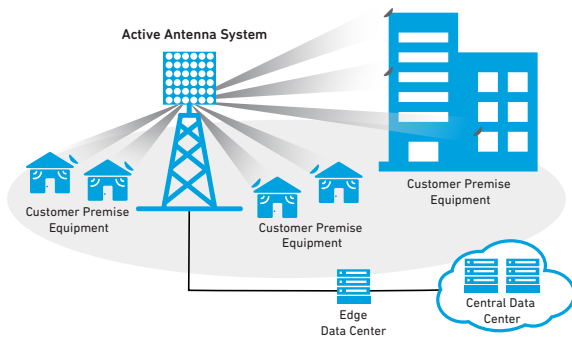 Active Antenna System
Customer Premise
Equipment
Customer Premise
Equipment
Customer Premise
Equipment
Edge
Data Center
Central Data
Center